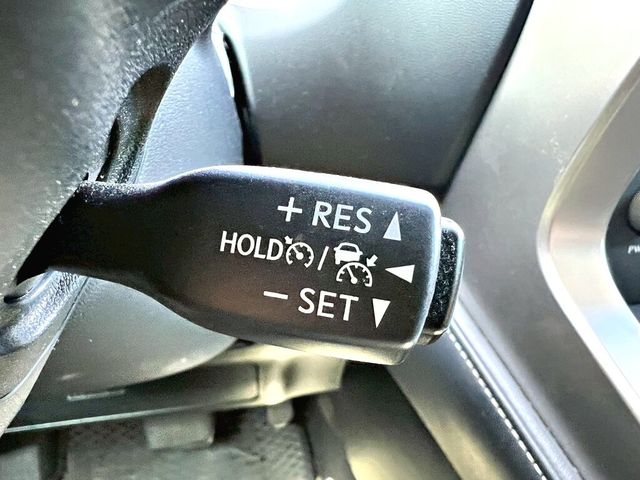 + RES
HOLD /
− SET